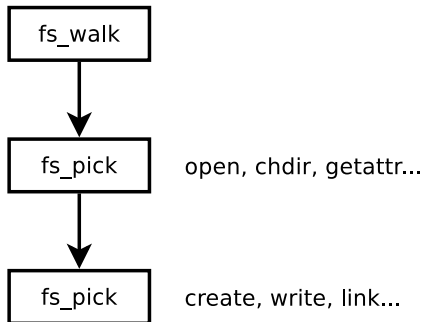 fs_walk
fs_pick open, chdir, getattr...
fs_pick create, write, link...